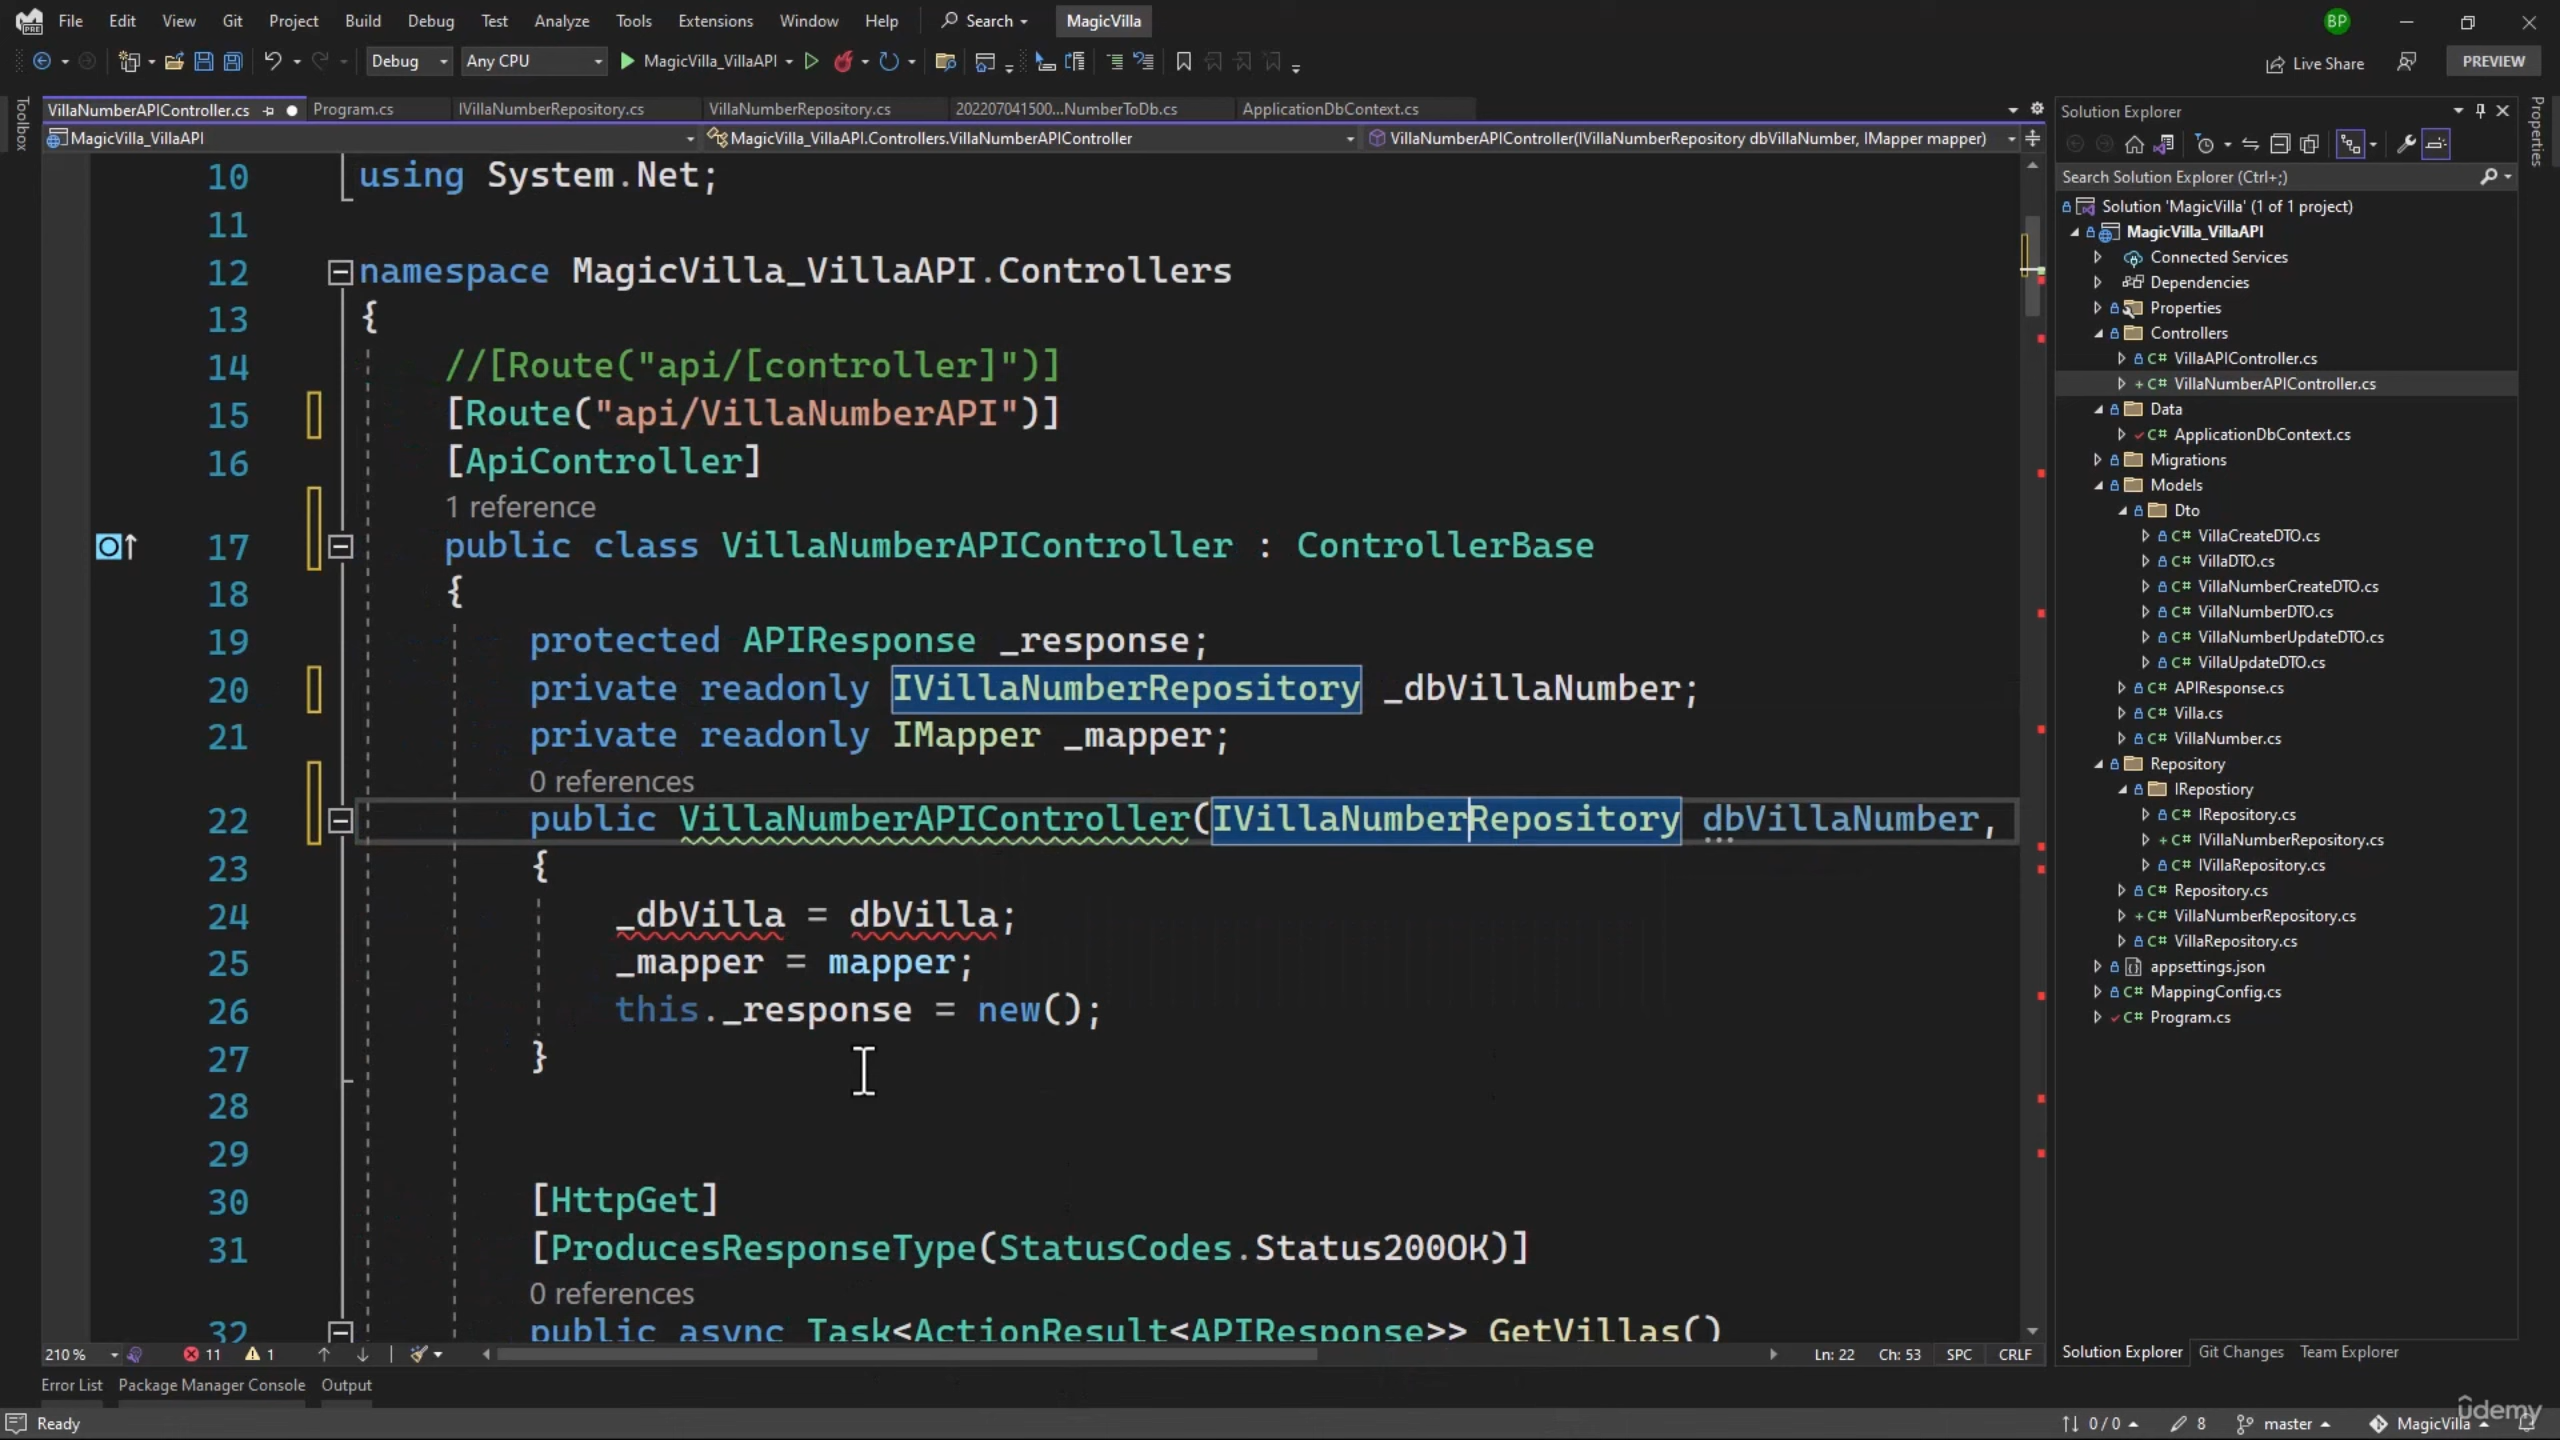 File Edit View Git Project Build Debug Test Analyze Tools Extensions Window Help Search MagicVilla BP
Debug Any CPU MagicVilla_VillaAPI Live Share PREVIEW
Toolbox
VillaNumberAPIController.cs Program.cs IVillaNumberRepository.cs VillaNumberRepository.cs 202207041500...NumberToDb.cs ApplicationDbContext.cs
MagicVilla_VillaAPI MagicVilla_VillaAPI.Controllers.VillaNumberAPIController VillaNumberAPIController(IVillaNumberRepository dbVillaNumber, IMapper mapper)
10 using System.Net;
11
12 namespace MagicVilla_VillaAPI.Controllers
13 {
14 //[Route("api/[controller]")]
15 [Route("api/VillaNumberAPI")]
16 [ApiController]
1 reference
17 public class VillaNumberAPIController : ControllerBase
18 {
19 protected APIResponse _response;
20 private readonly IVillaNumberRepository _dbVillaNumber;
21 private readonly IMapper _mapper;
0 references
22 public VillaNumberAPIController(IVillaNumberRepository dbVillaNumber,
23 {
24 _dbVilla = dbVilla;
25 _mapper = mapper;
26 this._response = new();
27 }
28
29
30 [HttpGet]
31 [ProducesResponseType(StatusCodes.Status200OK)]
0 references
32 public async Task<ActionResult<APIResponse>> GetVillas()
210 % 11 1 Ln: 22 Ch: 53 SPC CRLF
Error List Package Manager Console Output
Ready
Solution Explorer
Properties
Search Solution Explorer (Ctrl+;)
Solution 'MagicVilla' (1 of 1 project)
MagicVilla_VillaAPI
Connected Services
Dependencies
Properties
Controllers
C# VillaAPIController.cs
+ C# VillaNumberAPIController.cs
Data
C# ApplicationDbContext.cs
Migrations
Models
Dto
C# VillaCreateDTO.cs
C# VillaDTO.cs
C# VillaNumberCreateDTO.cs
C# VillaNumberDTO.cs
C# VillaNumberUpdateDTO.cs
C# VillaUpdateDTO.cs
C# APIResponse.cs
C# Villa.cs
C# VillaNumber.cs
Repository
IRepostiory
C# IRepository.cs
+ C# IVillaNumberRepository.cs
C# IVillaRepository.cs
C# Repository.cs
+ C# VillaNumberRepository.cs
C# VillaRepository.cs
appsettings.json
C# MappingConfig.cs
C# Program.cs
Solution Explorer Git Changes Team Explorer
0 / 0 8 master MagicVilla
udemy